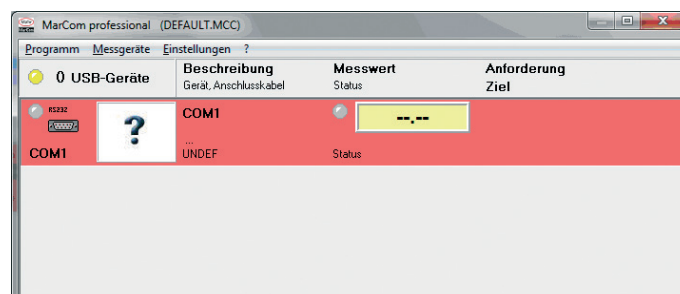 MarCom professional (DEFAULT.MCC)
Programm Messgeräte Einstellungen ?
0 USB-Geräte
Beschreibung
Gerät, Anschlusskabel
Messwert
Status
Anforderung
Ziel
RS232
COM1
?
COM1
...
UNDEF
--.--
Status